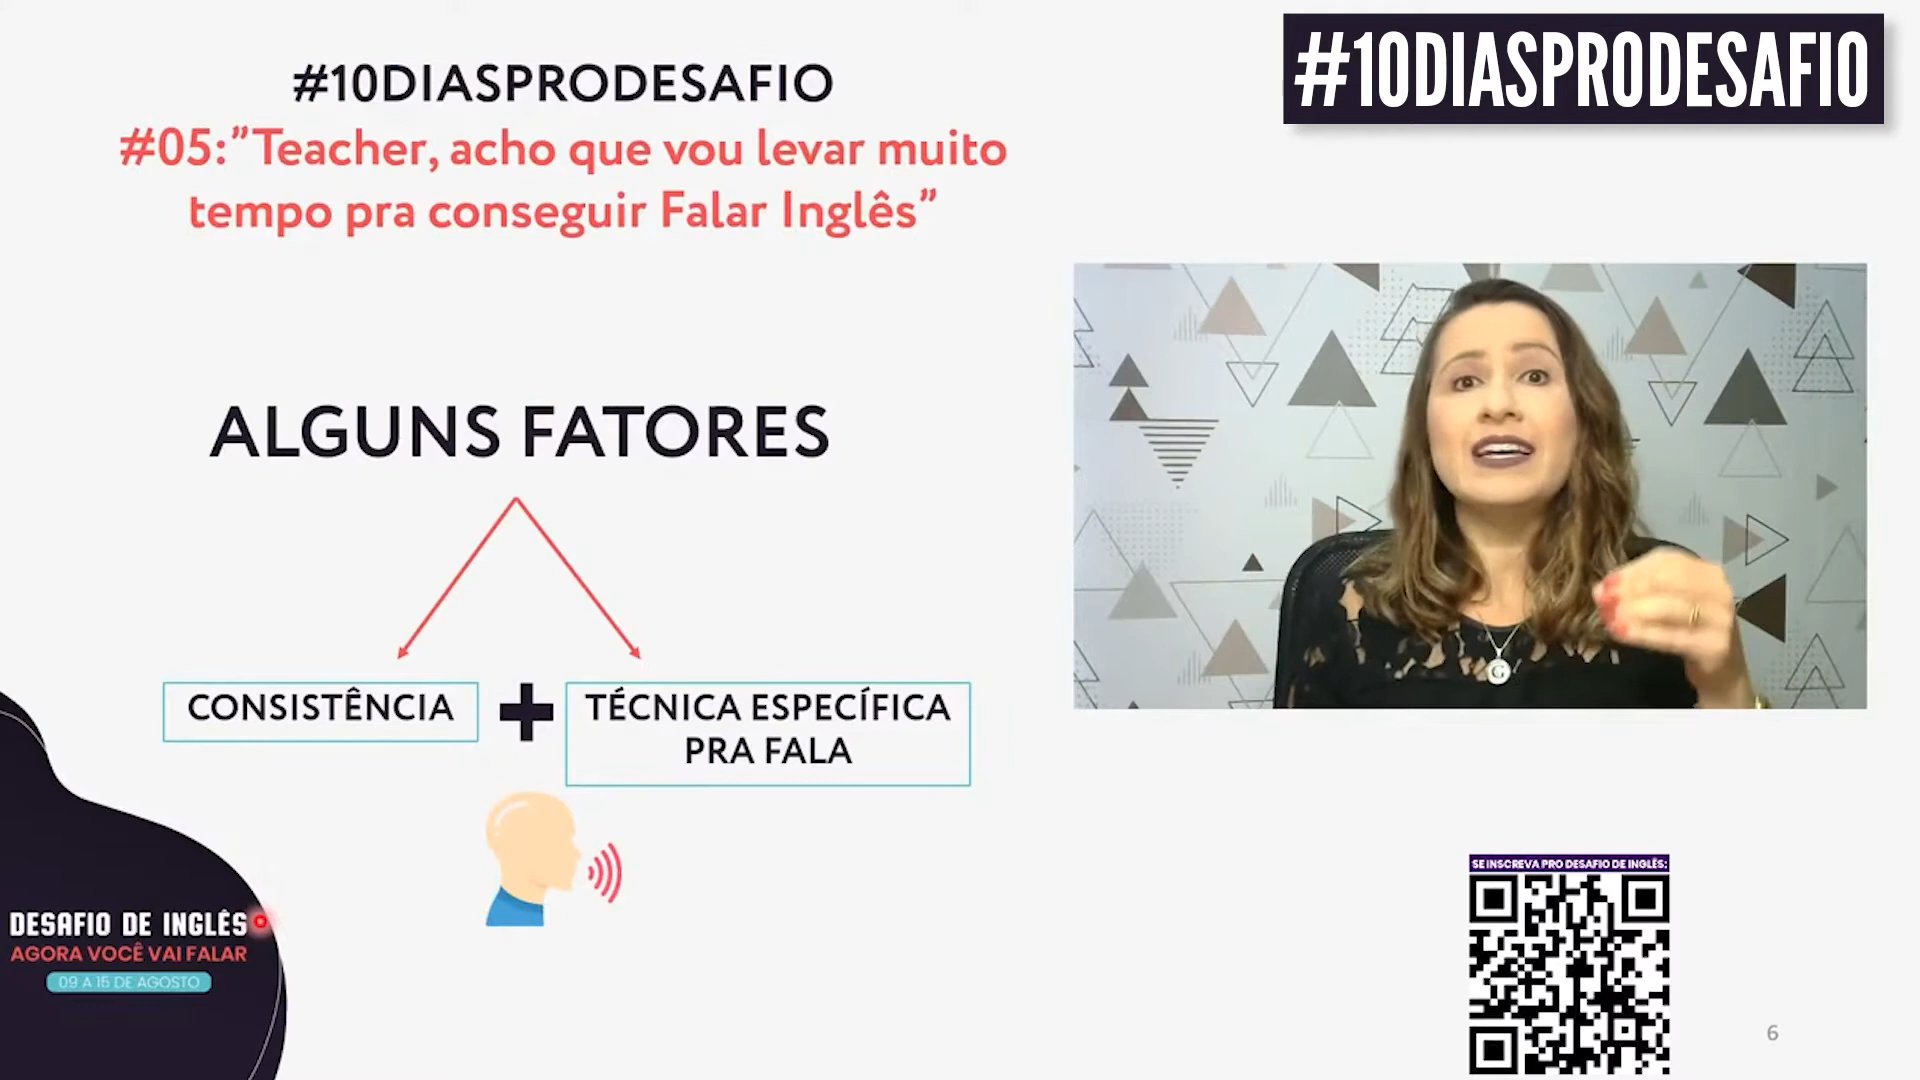 #10DIASPRODESAFIO
#10DIASPRODESAFIO
#05:"Teacher, acho que vou levar muito
tempo pra conseguir Falar Inglês"
ALGUNS FATORES
CONSISTÊNCIA
TÉCNICA ESPECÍFICA
PRA FALA
G
SE INSCREVA PRO DESAFIO DE INGLÊS:
DESAFIO DE INGLÊS
AGORA VOCÊ VAI FALAR
09 A 15 DE AGOSTO
6